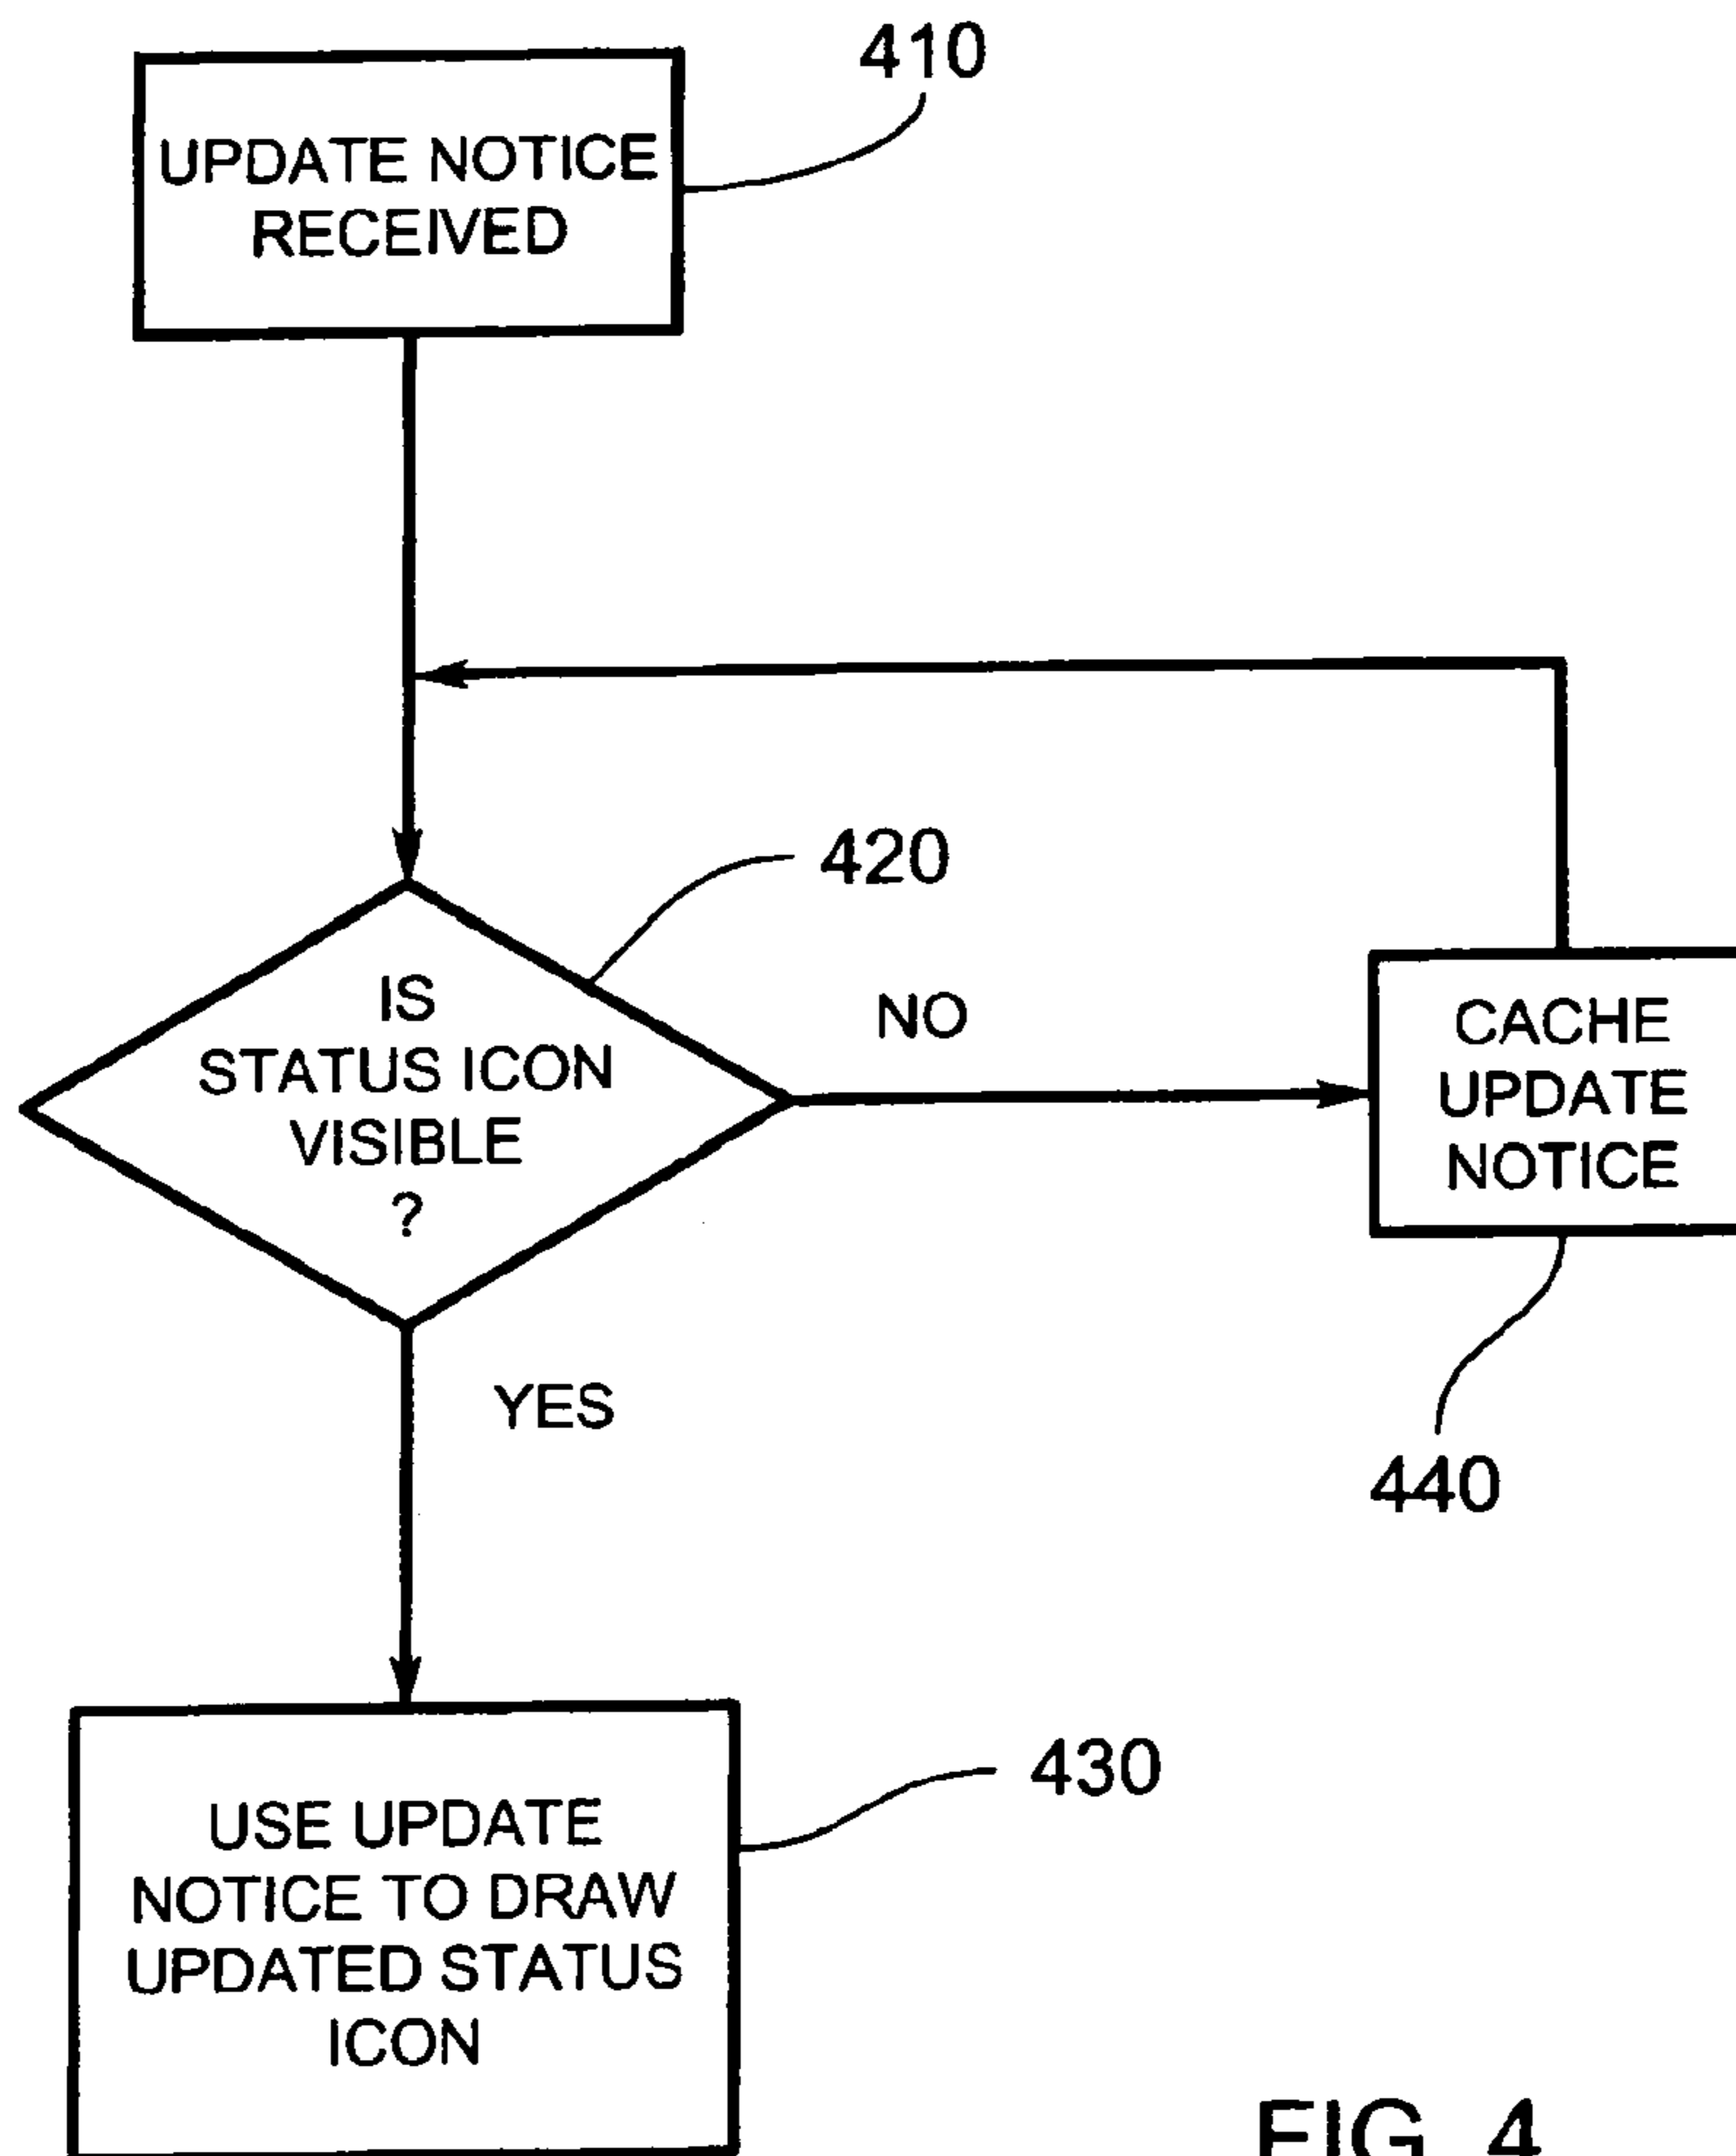 410
UPDATE NOTICE
RECEIVED
420
IS
STATUS ICON
VISIBLE
?
NO
CACHE
UPDATE
NOTICE
YES
440
430
USE UPDATE
NOTICE TO DRAW
UPDATED STATUS
ICON
FIG. 4